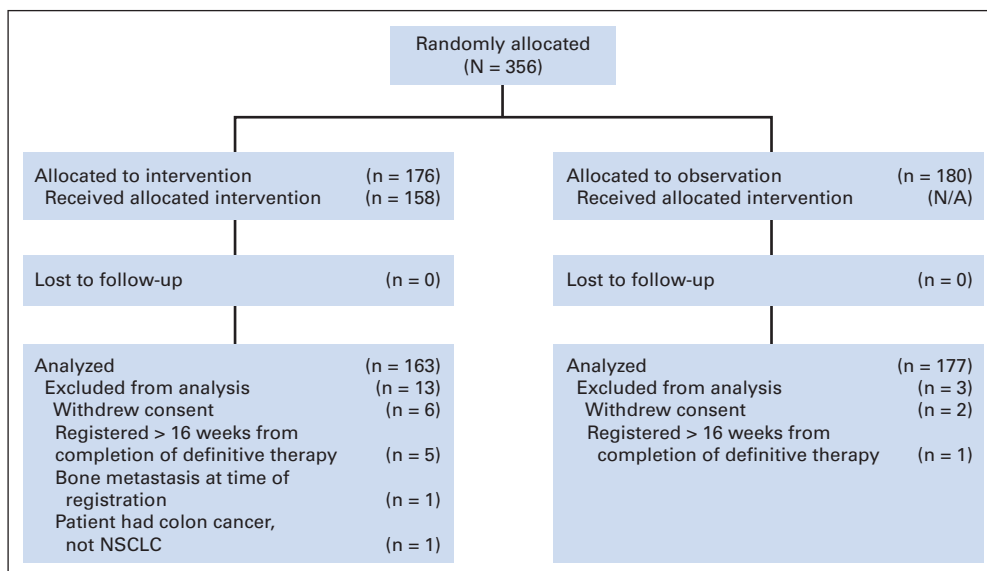 Randomly allocated
(N = 356)
Allocated to intervention (n = 176)
Received allocated intervention (n = 158)
Lost to follow-up (n = 0)
Analyzed (n = 163)
Excluded from analysis (n = 13)
Withdrew consent (n = 6)
Registered > 16 weeks from
completion of definitive therapy (n = 5)
Bone metastasis at time of
registration (n = 1)
Patient had colon cancer,
not NSCLC (n = 1)
Allocated to observation (n = 180)
Received allocated intervention (N/A)
Lost to follow-up (n = 0)
Analyzed (n = 177)
Excluded from analysis (n = 3)
Withdrew consent (n = 2)
Registered > 16 weeks from
completion of definitive therapy (n = 1)